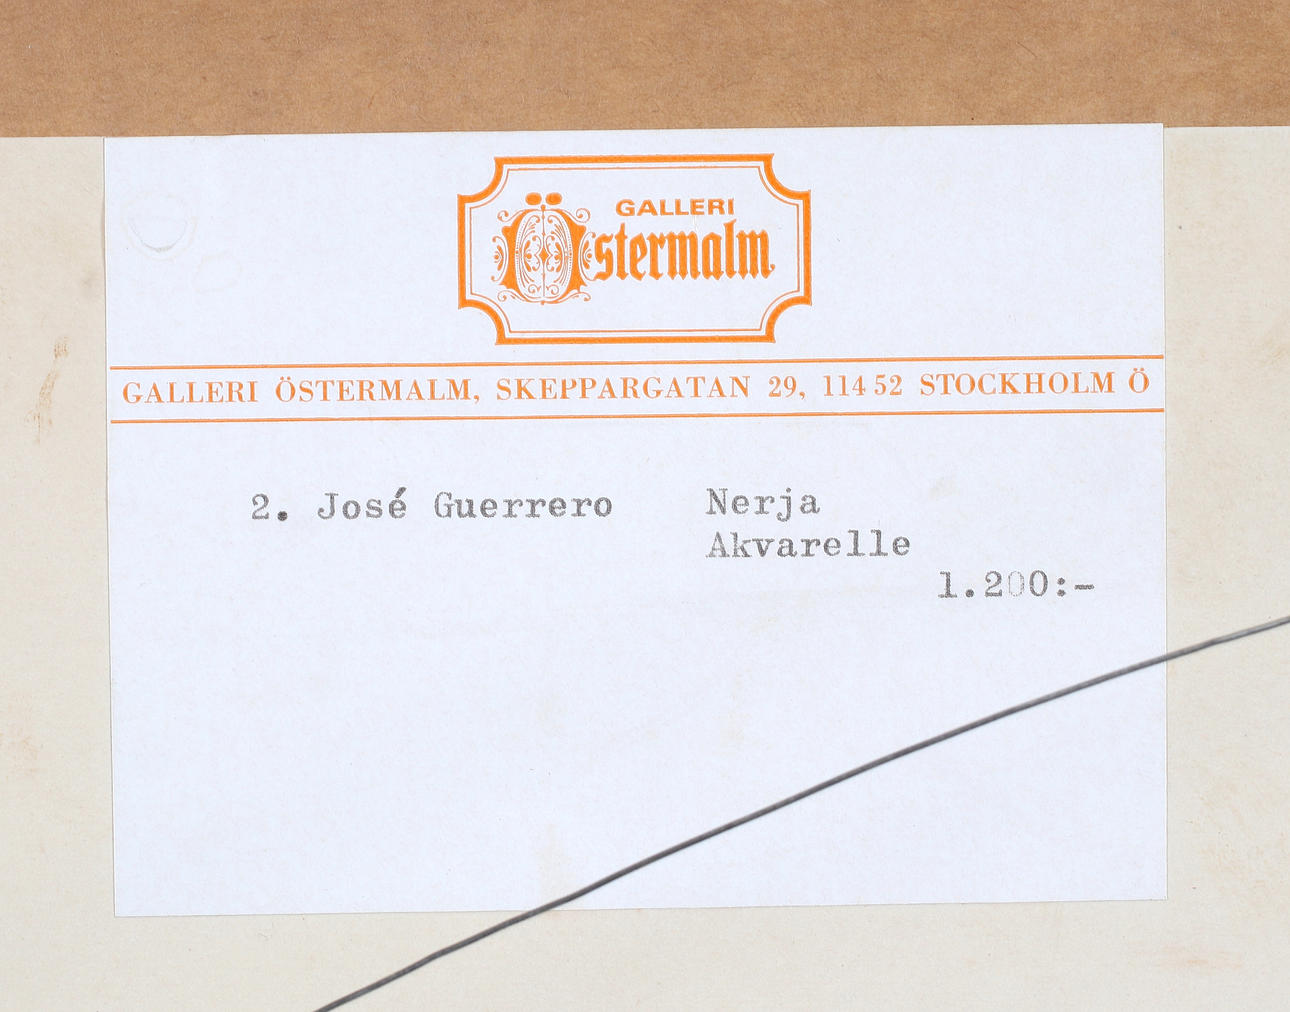 GALLERI
Östermalm
GALLERI ÖSTERMALM, SKEPPARGATAN 29, 114 52 STOCKHOLM Ö
2. José Guerrero Nerja
Akvarelle
1.200:-